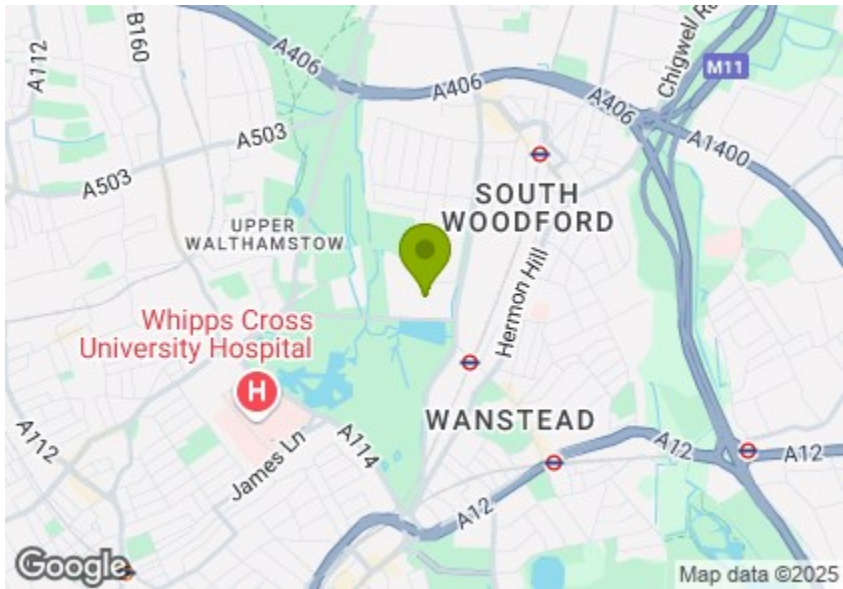 A112
B160
A406
A406
A406
Chigwell Ro
M11
A503
A503
A1400
UPPER
WALTHAMSTOW
SOUTH
WOODFORD
Hermon Hill
Whipps Cross
University Hospital
H
WANSTEAD
A112
James Ln
A114
A12
A12
A12
Google
Map data ©2025